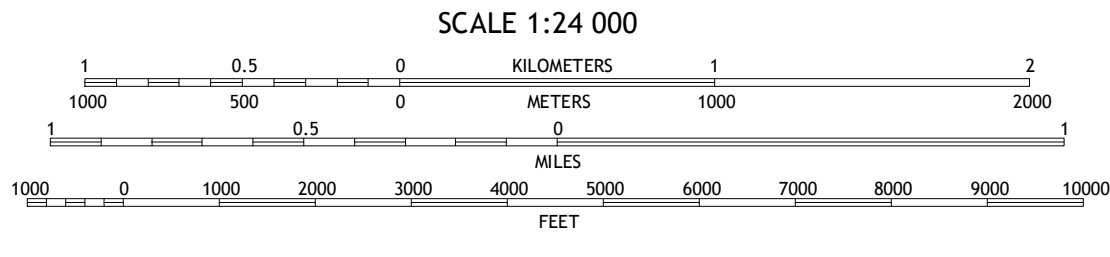 SCALE 1:24 000
1 0.5 0 KILOMETERS 1 2
1000 500 0 METERS 1000 2000
1 0.5 0 1
MILES
1000 0 1000 2000 3000 4000 5000 6000 7000 8000 9000 10000
FEET